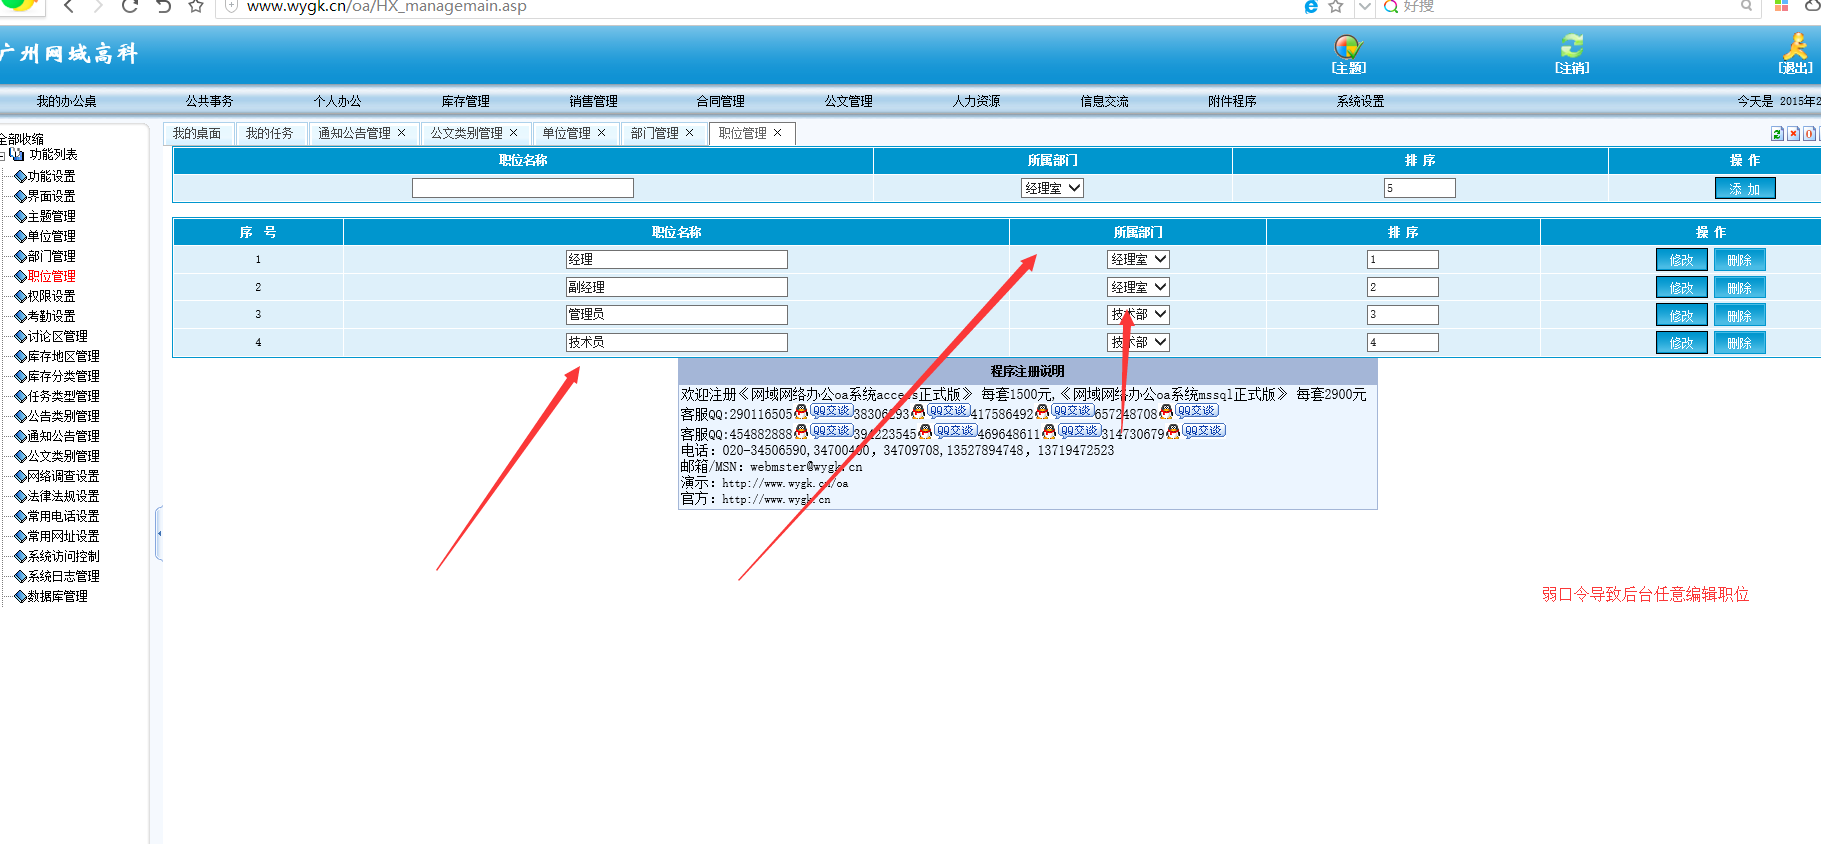 www.wygk.cn/oa/HX_managemain.asp
好搜
广州网域高科
[主题]
[注销]
[退出]
我的办公桌
公共事务
个人办公
库存管理
销售管理
合同管理
公文管理
人力资源
信息交流
附件程序
系统设置
今天是 2015年2
全部收缩
功能列表
功能设置
界面设置
主题管理
单位管理
部门管理
职位管理
权限设置
考勤设置
讨论区管理
库存地区管理
库存分类管理
任务类型管理
公告类别管理
通知公告管理
公文类别管理
网络调查设置
法律法规设置
常用电话设置
常用网址设置
系统访问控制
系统日志管理
数据库管理
我的桌面 我的任务 通知公告管理 公文类别管理 单位管理 部门管理 职位管理
职位名称 所属部门 排 序 操 作
经理室 5 添 加
序 号 职位名称 所属部门 排 序 操 作
1 经理 经理室 1 修改 删除
2 副经理 经理室 2 修改 删除
3 管理员 技术部 3 修改 删除
4 技术员 技术部 4 修改 删除
程序注册说明
欢迎注册《网域网络办公oa系统access正式版》 每套1500元,《网域网络办公oa系统mssql正式版》 每套2900元
客服QQ:290116505 QQ交谈 38306293 QQ交谈 417586492 QQ交谈 657248708 QQ交谈
客服QQ:454882888 QQ交谈 394223545 QQ交谈 469648611 QQ交谈 314730679 QQ交谈
电话：020-34506590,34700400，34709708,13527894748，13719472523
邮箱/MSN：webmster@wygk.cn
演示：http://www.wygk.cn/oa
官方：http://www.wygk.cn
弱口令导致后台任意编辑职位